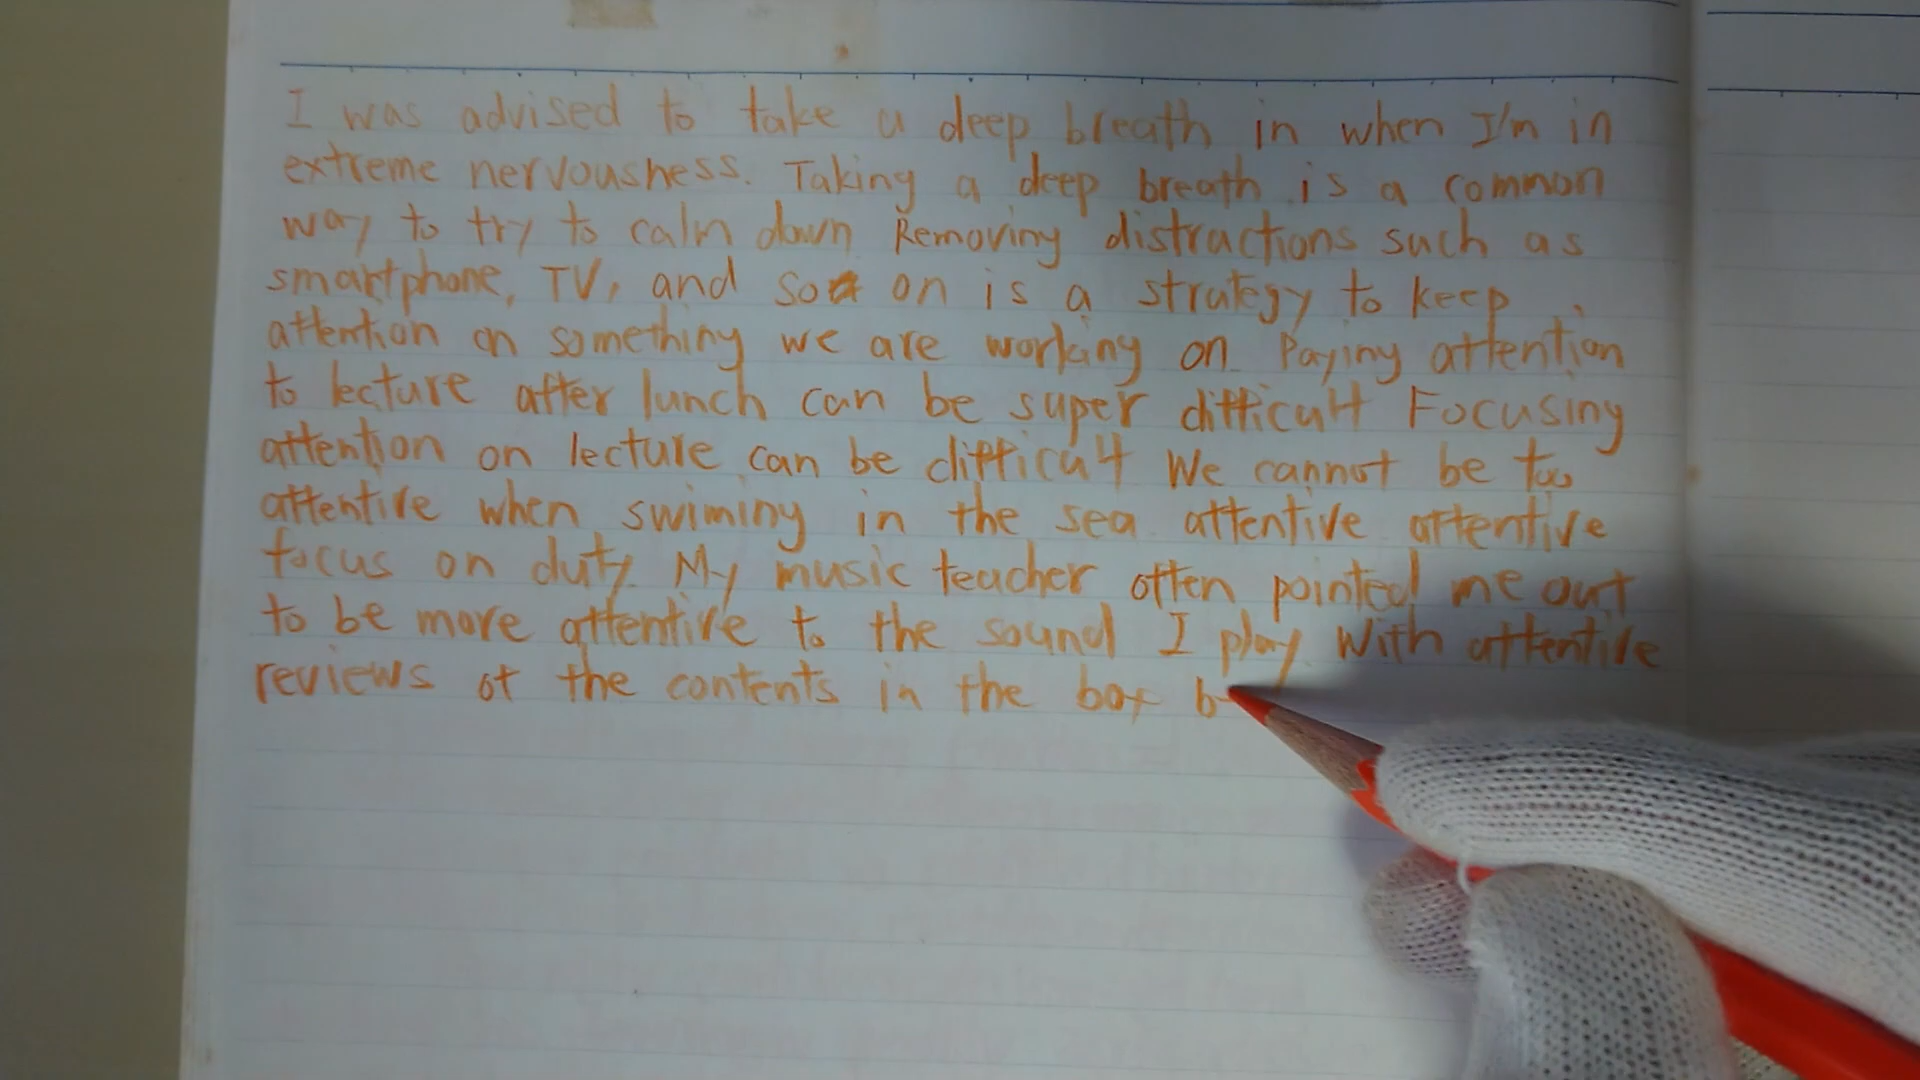 I was advised to take a deep breath in when I'm in
extreme nervousness. Taking a deep breath is a common
way to try to calm down Removing distractions such as
smartphone, TV, and so on is a strategy to keep
attention on something we are working on. Paying attention
to lecture after lunch can be super difficult Focusing
attention on lecture can be difficult We cannot be too
attentive when swiming in the sea. attentive attentive
focus on duty. My music teacher often pointed me out
to be more attentive to the sound I play. With attentive
reviews of the contents in the box